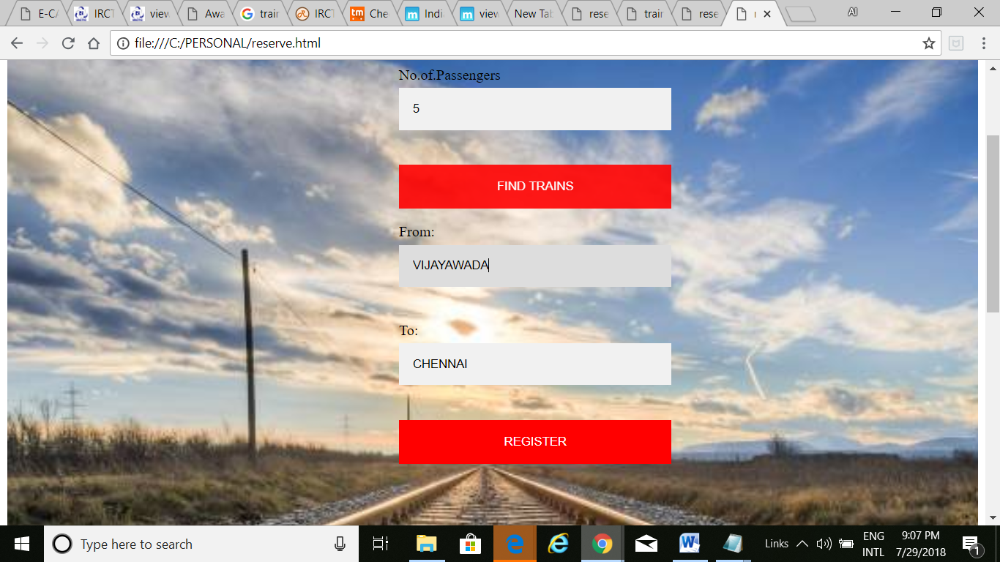 E-CA
IRCT
view
Awa
train
IRCT
Che
Indi
view
New Tab
rese
train
rese
AI
file:///C:/PERSONAL/reserve.html
No.of.Passengers
5
FIND TRAINS
From:
VIJAYAWADA
To:
CHENNAI
REGISTER
Type here to search
Links
ENG
INTL
9:07 PM
7/29/2018
1